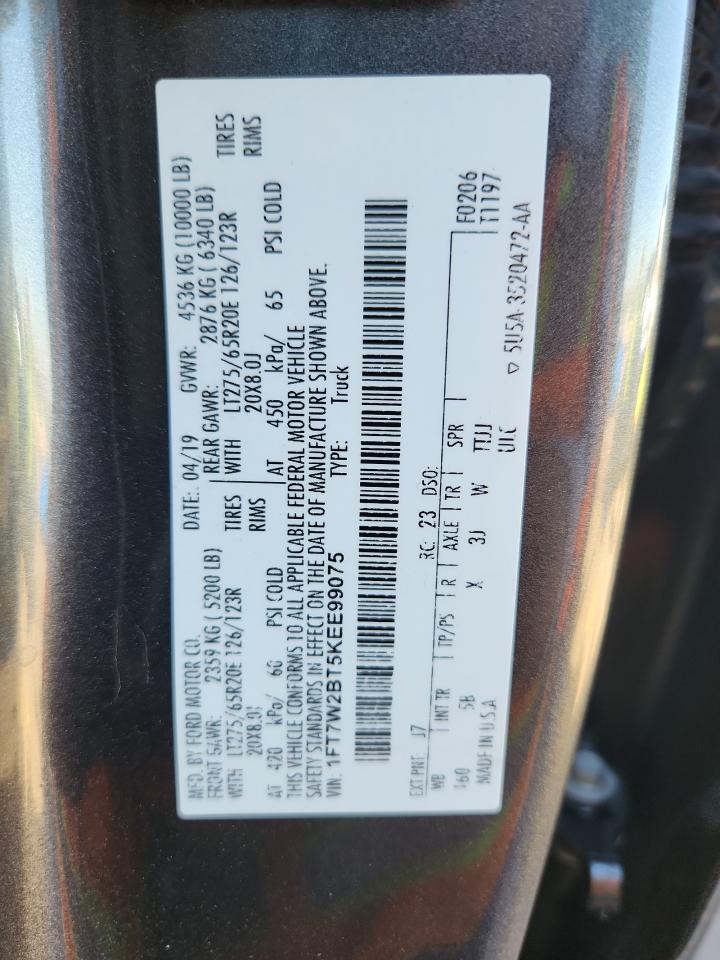 MFD. BY FORD MOTOR CO. DATE: 04/19 GVWR: 4536 KG (10000 LB)
FRONT GAWR: 2359 KG ( 5200 LB) REAR GAWR: 2876 KG ( 6340 LB)
WITH LT275/65R20E 126/123R TIRES WITH LT275/65R20E 126/123R TIRES
20X8.0J RIMS 20X8.0J RIMS
AT 420 kPa/ 60 PSI COLD AT 450 kPa/ 65 PSI COLD
THIS VEHICLE CONFORMS TO ALL APPLICABLE FEDERAL MOTOR VEHICLE
SAFETY STANDARDS IN EFFECT ON THE DATE OF MANUFACTURE SHOWN ABOVE.
VIN: 1FT7W2BT5KEE99075 TYPE: Truck
EXT PNT: J7 RC: 23 DSO: F0206
WB INT TR TP/PS R AXLE TR SPR T1197
160 5B X 3J W TTJJ
MADE IN U.S.A UIC
▽ 5U5A-3520472-AA